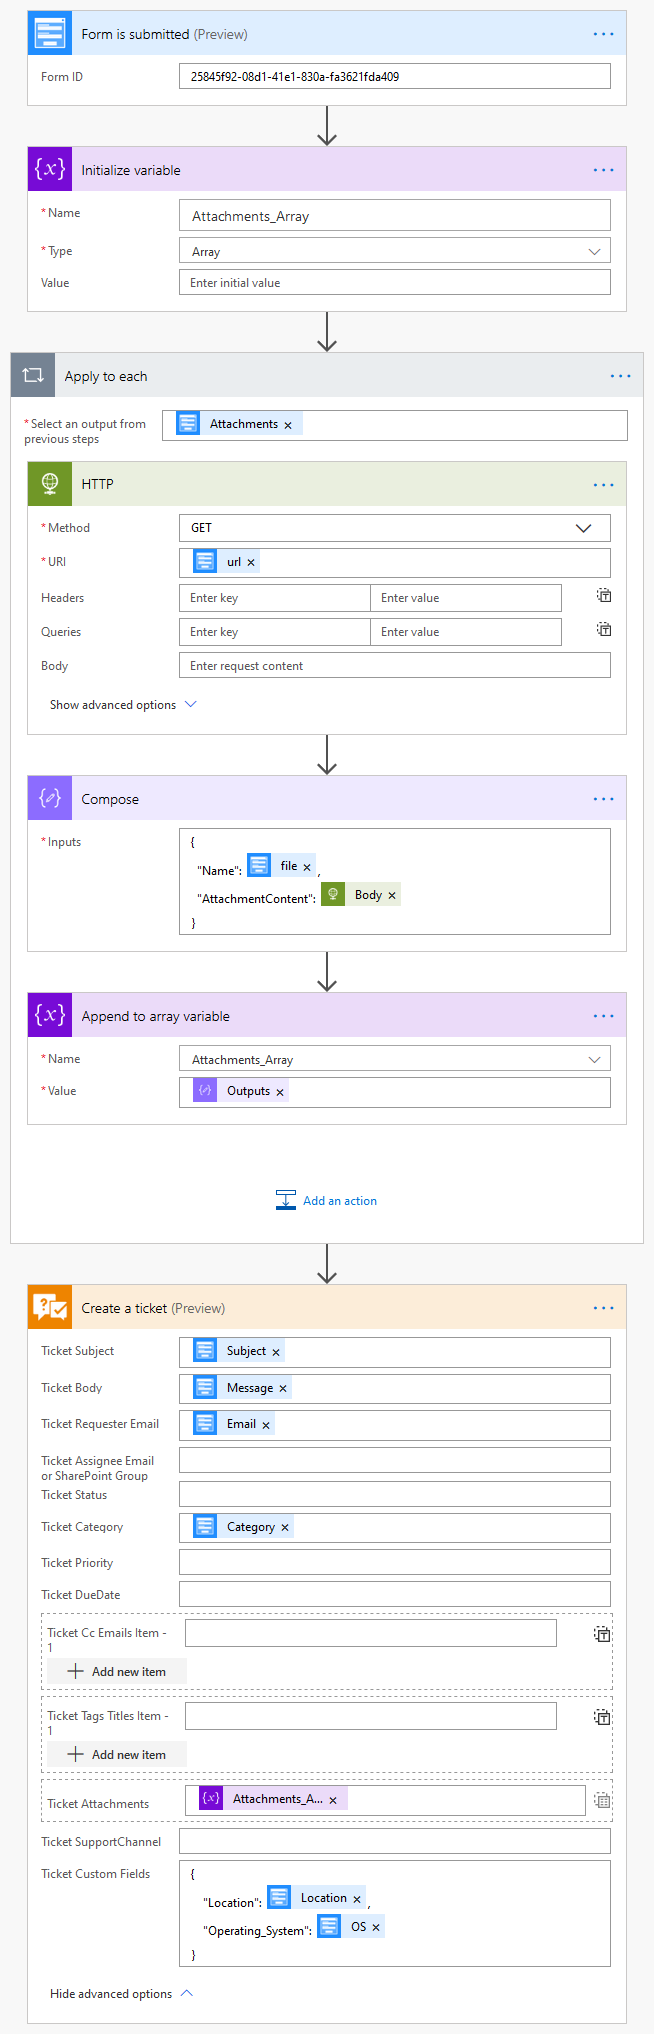 Form is submitted (Preview)
Form ID
25845f92-08d1-41e1-830a-fa3621fda409
{x} Initialize variable
* Name
Attachments_Array
* Type
Array
Value
Enter initial value
Apply to each
* Select an output from
previous steps
Attachments ×
HTTP
* Method
GET
* URI
url ×
Headers
Enter key
Enter value
Queries
Enter key
Enter value
Body
Enter request content
Show advanced options
Compose
* Inputs
{
"Name": file ×,
"AttachmentContent": Body ×
}
{x} Append to array variable
* Name
Attachments_Array
* Value
Outputs ×
Add an action
Create a ticket (Preview)
Ticket Subject
Subject ×
Ticket Body
Message ×
Ticket Requester Email
Email ×
Ticket Assignee Email
or SharePoint Group
Ticket Status
Ticket Category
Category ×
Ticket Priority
Ticket DueDate
Ticket Cc Emails Item -
1
Add new item
Ticket Tags Titles Item -
1
Add new item
Ticket Attachments
{x} Attachments_A... ×
Ticket SupportChannel
Ticket Custom Fields
{
"Location": Location ×,
"Operating_System": OS ×
}
Hide advanced options